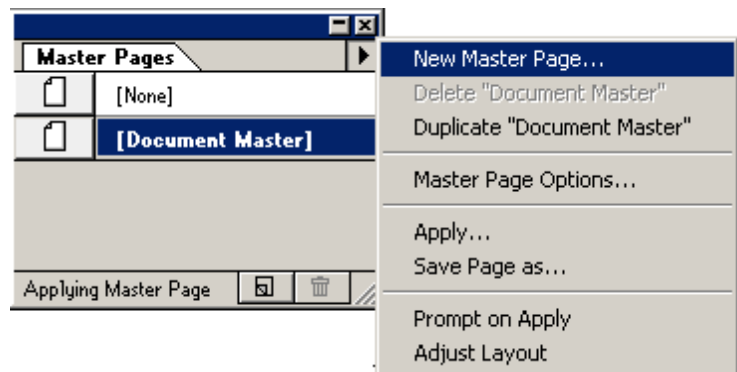 Master Pages
[None]
[Document Master]
Applying Master Page
New Master Page...
Delete "Document Master"
Duplicate "Document Master"
Master Page Options...
Apply...
Save Page as...
Prompt on Apply
Adjust Layout